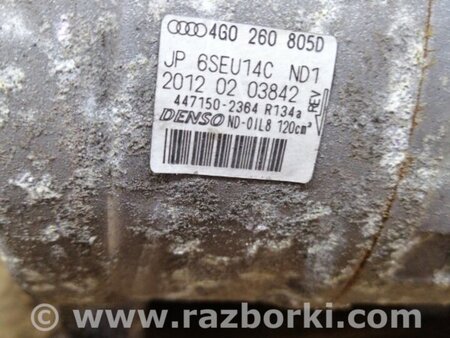 4G0 260 805D
JP 6SEU14C ND1
2012 02 03842
447150-2364 R134a
REV
DENSO ND-OIL8 120cm³
www.razborki.com